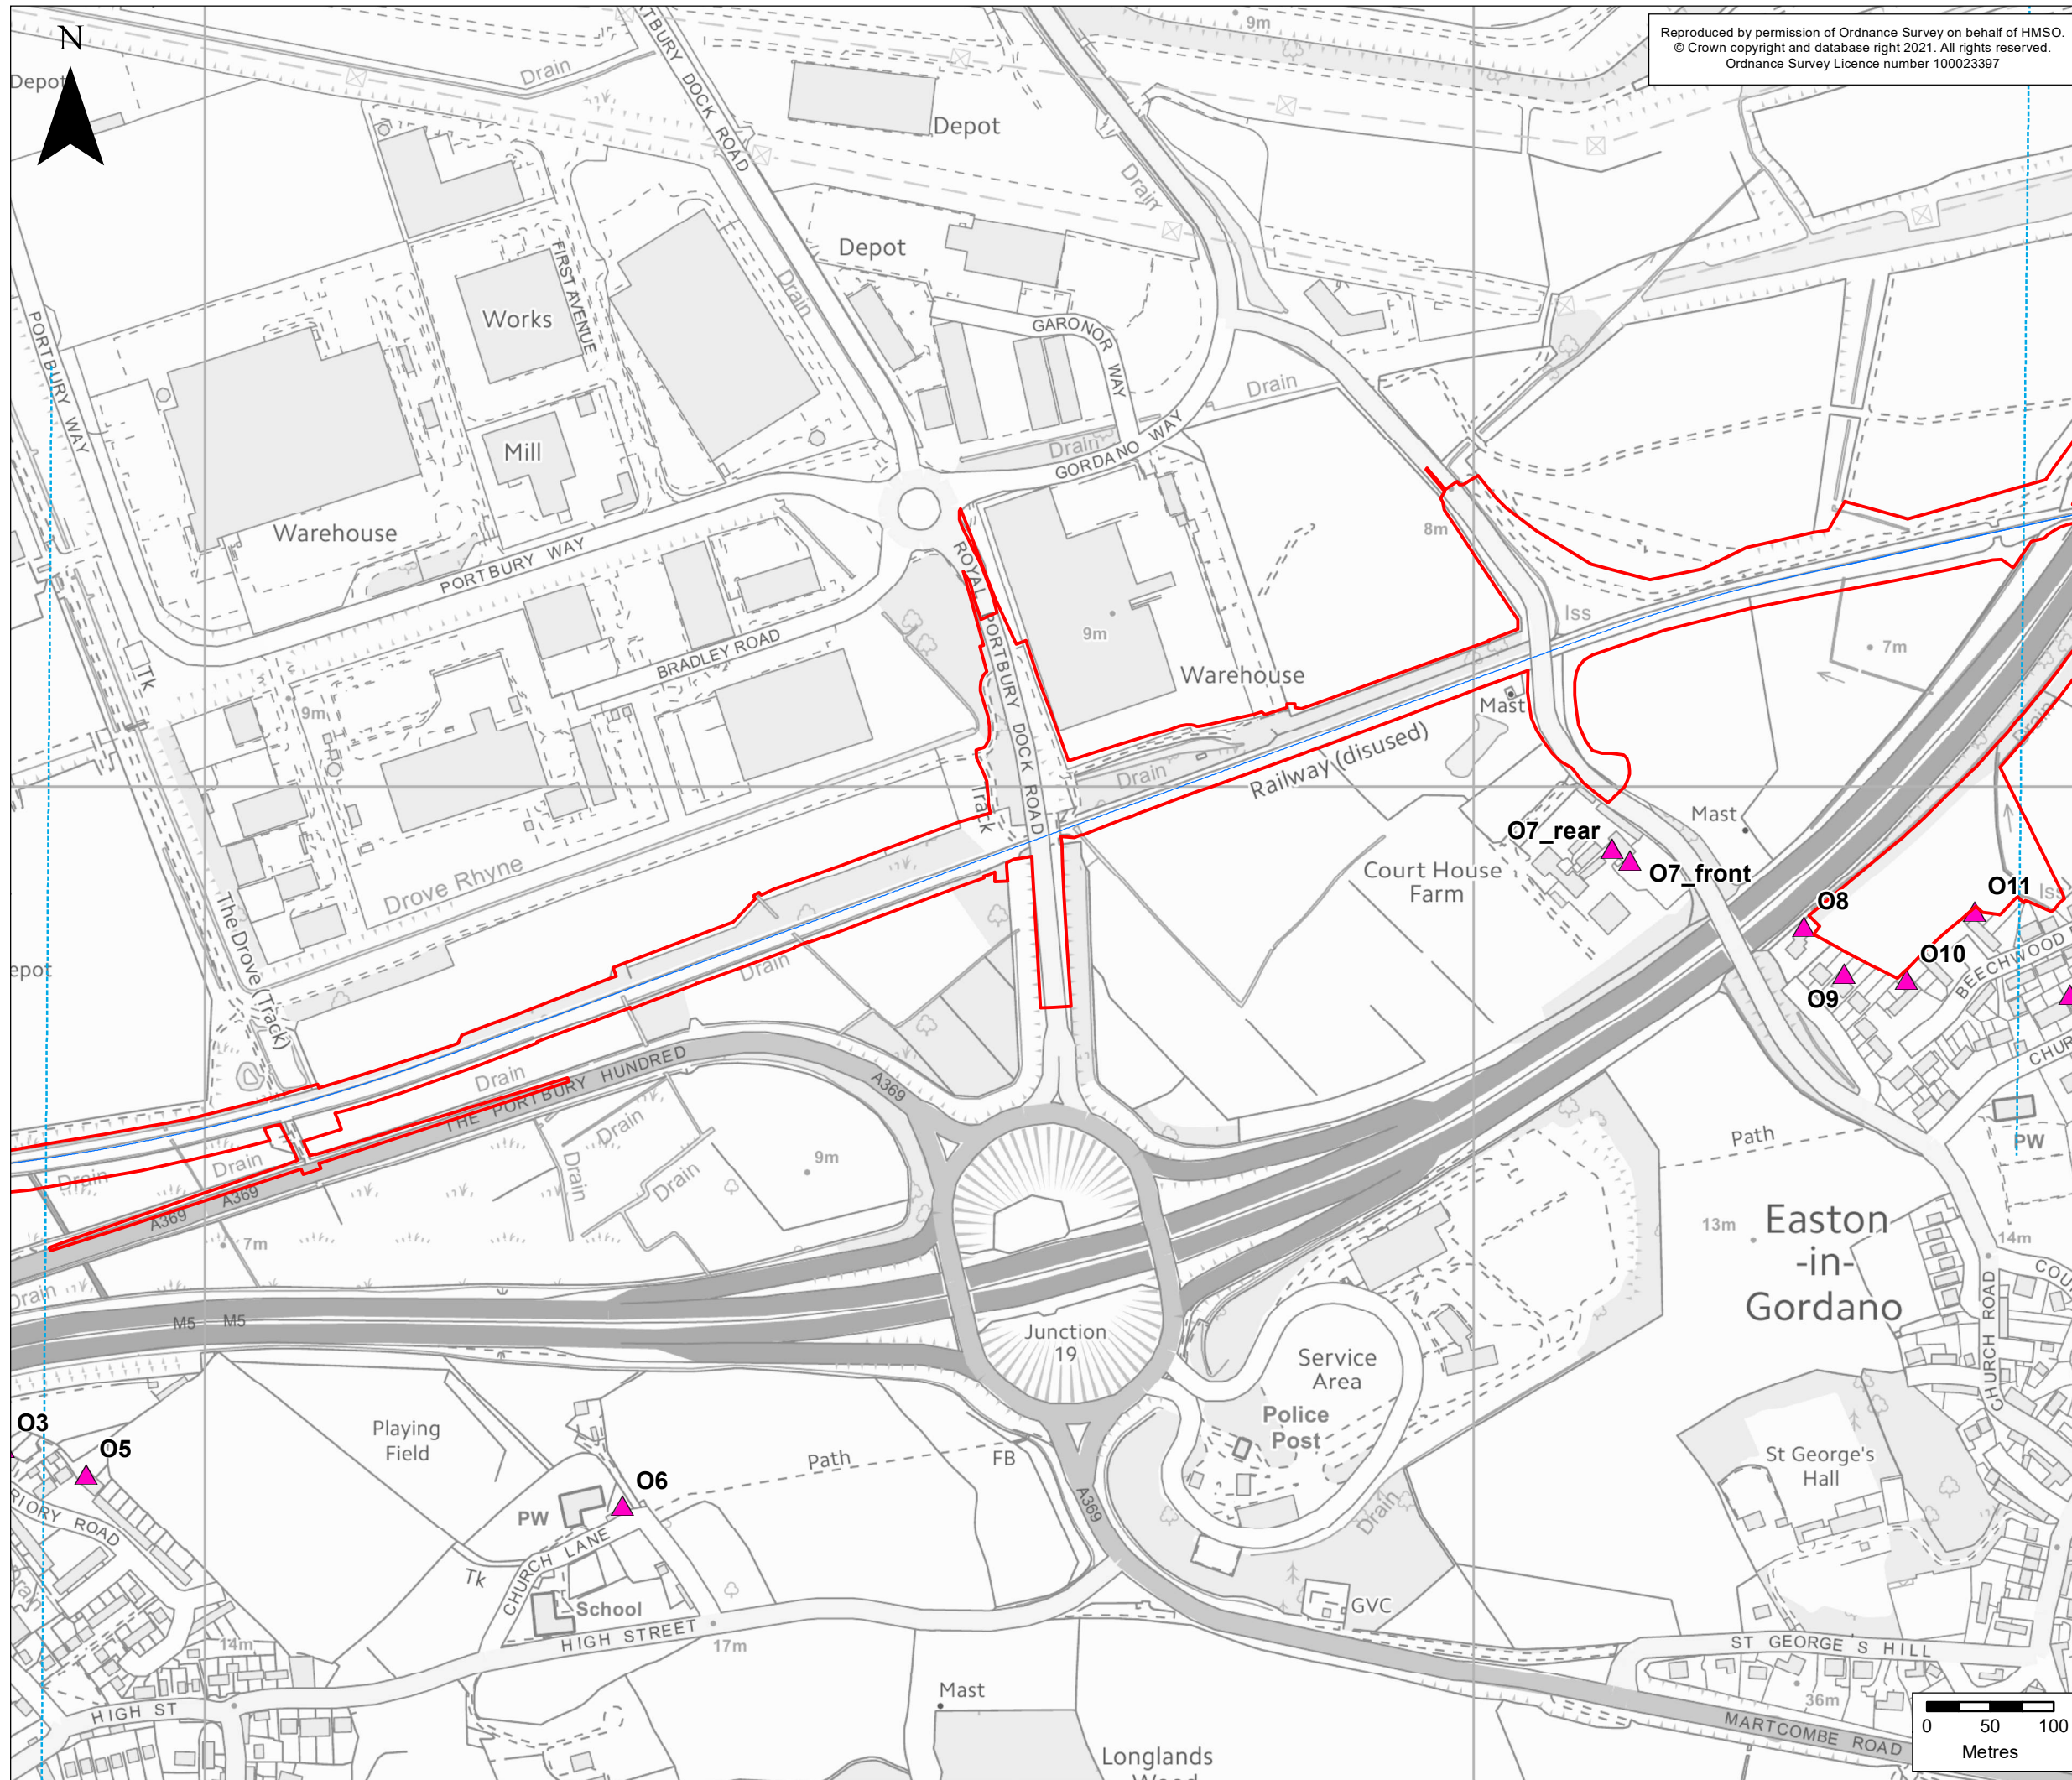 Reproduced by permission of Ordnance Survey on behalf of HMSO.
© Crown copyright and database right 2021. All rights reserved.
Ordnance Survey Licence number 100023397
N
9m
Drain
Depot
DOCK ROAD
Depot
Drain
Depot
FIRST AVENUE
Drain
Works
GARONOR WAY
PORTBURY WAY
Drain
Mill
Drain
GORDANO WAY
Warehouse
8m
PORTBURY WAY
ROYAL PORTBURY DOCK ROAD
Iss
9m
7m
BRADLEY ROAD
Warehouse
Tk
Mast
9m
Drain
Railway (disused)
Drain
Track
Mast
O7_rear
Drove Rhyne
Court House
Farm
O7_front
O8
O11
Iss
The Drove (Track)
Drain
O10
BEECHWOOD
O9
THE PORTBURY HUNDRED
Drain
A369
Drain
Path
PW
Drain
Drain
Drain
Drain
9m
A369
A369
7m
13m
Easton
-in-
Gordano
14m
Drain
M5
M5
CHURCH ROAD
Junction
19
Service
Area
O3
O5
Playing
Field
Police
Post
Path
FB
St George's
Hall
O6
PW
A369
Drain
CHURCH LANE
Tk
School
GVC
HIGH STREET
17m
14m
ST GEORGE'S HILL
Mast
36m
HIGH ST
MARTCOMBE ROAD
0 50 100
Metres
Longlands